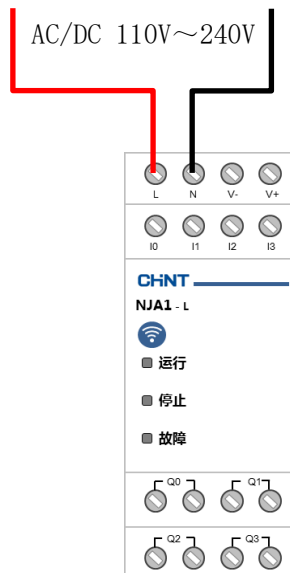 AC/DC 110V～240V
L N V- V+
I0 I1 I2 I3
CHNT
NJA1 - L
运行
停止
故障
Q0 Q1
Q2 Q3